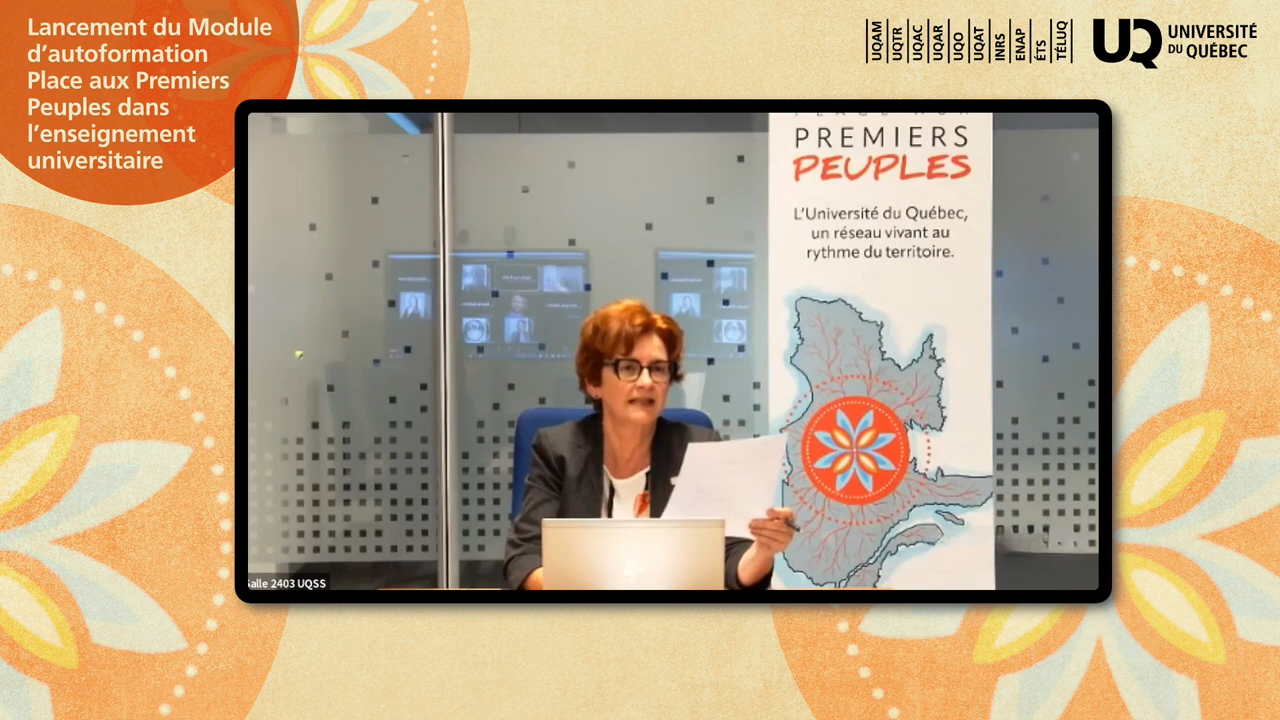 Lancement du Module
d'autoformation
Place aux Premiers
Peuples dans
l'enseignement
universitaire
UQAM
UQTR
UQAC
UQAR
UQO
UQAT
INRS
ENAP
ÉTS
TÉLUQ
UQ
UNIVERSITÉ
DU QUÉBEC
PREMIERS
PEUPLES
L'Université du Québec,
un réseau vivant au
rythme du territoire.
Salle 2403 UQSS